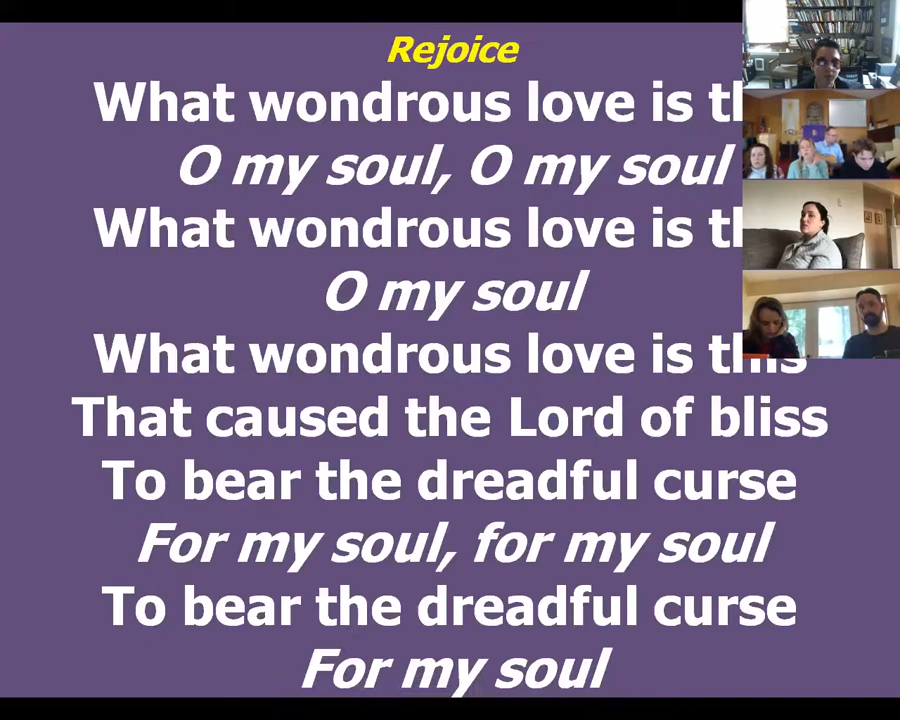 Rejoice
What wondrous love is th
O my soul, O my soul
What wondrous love is th
O my soul
What wondrous love is this
That caused the Lord of bliss
To bear the dreadful curse
For my soul, for my soul
To bear the dreadful curse
For my soul